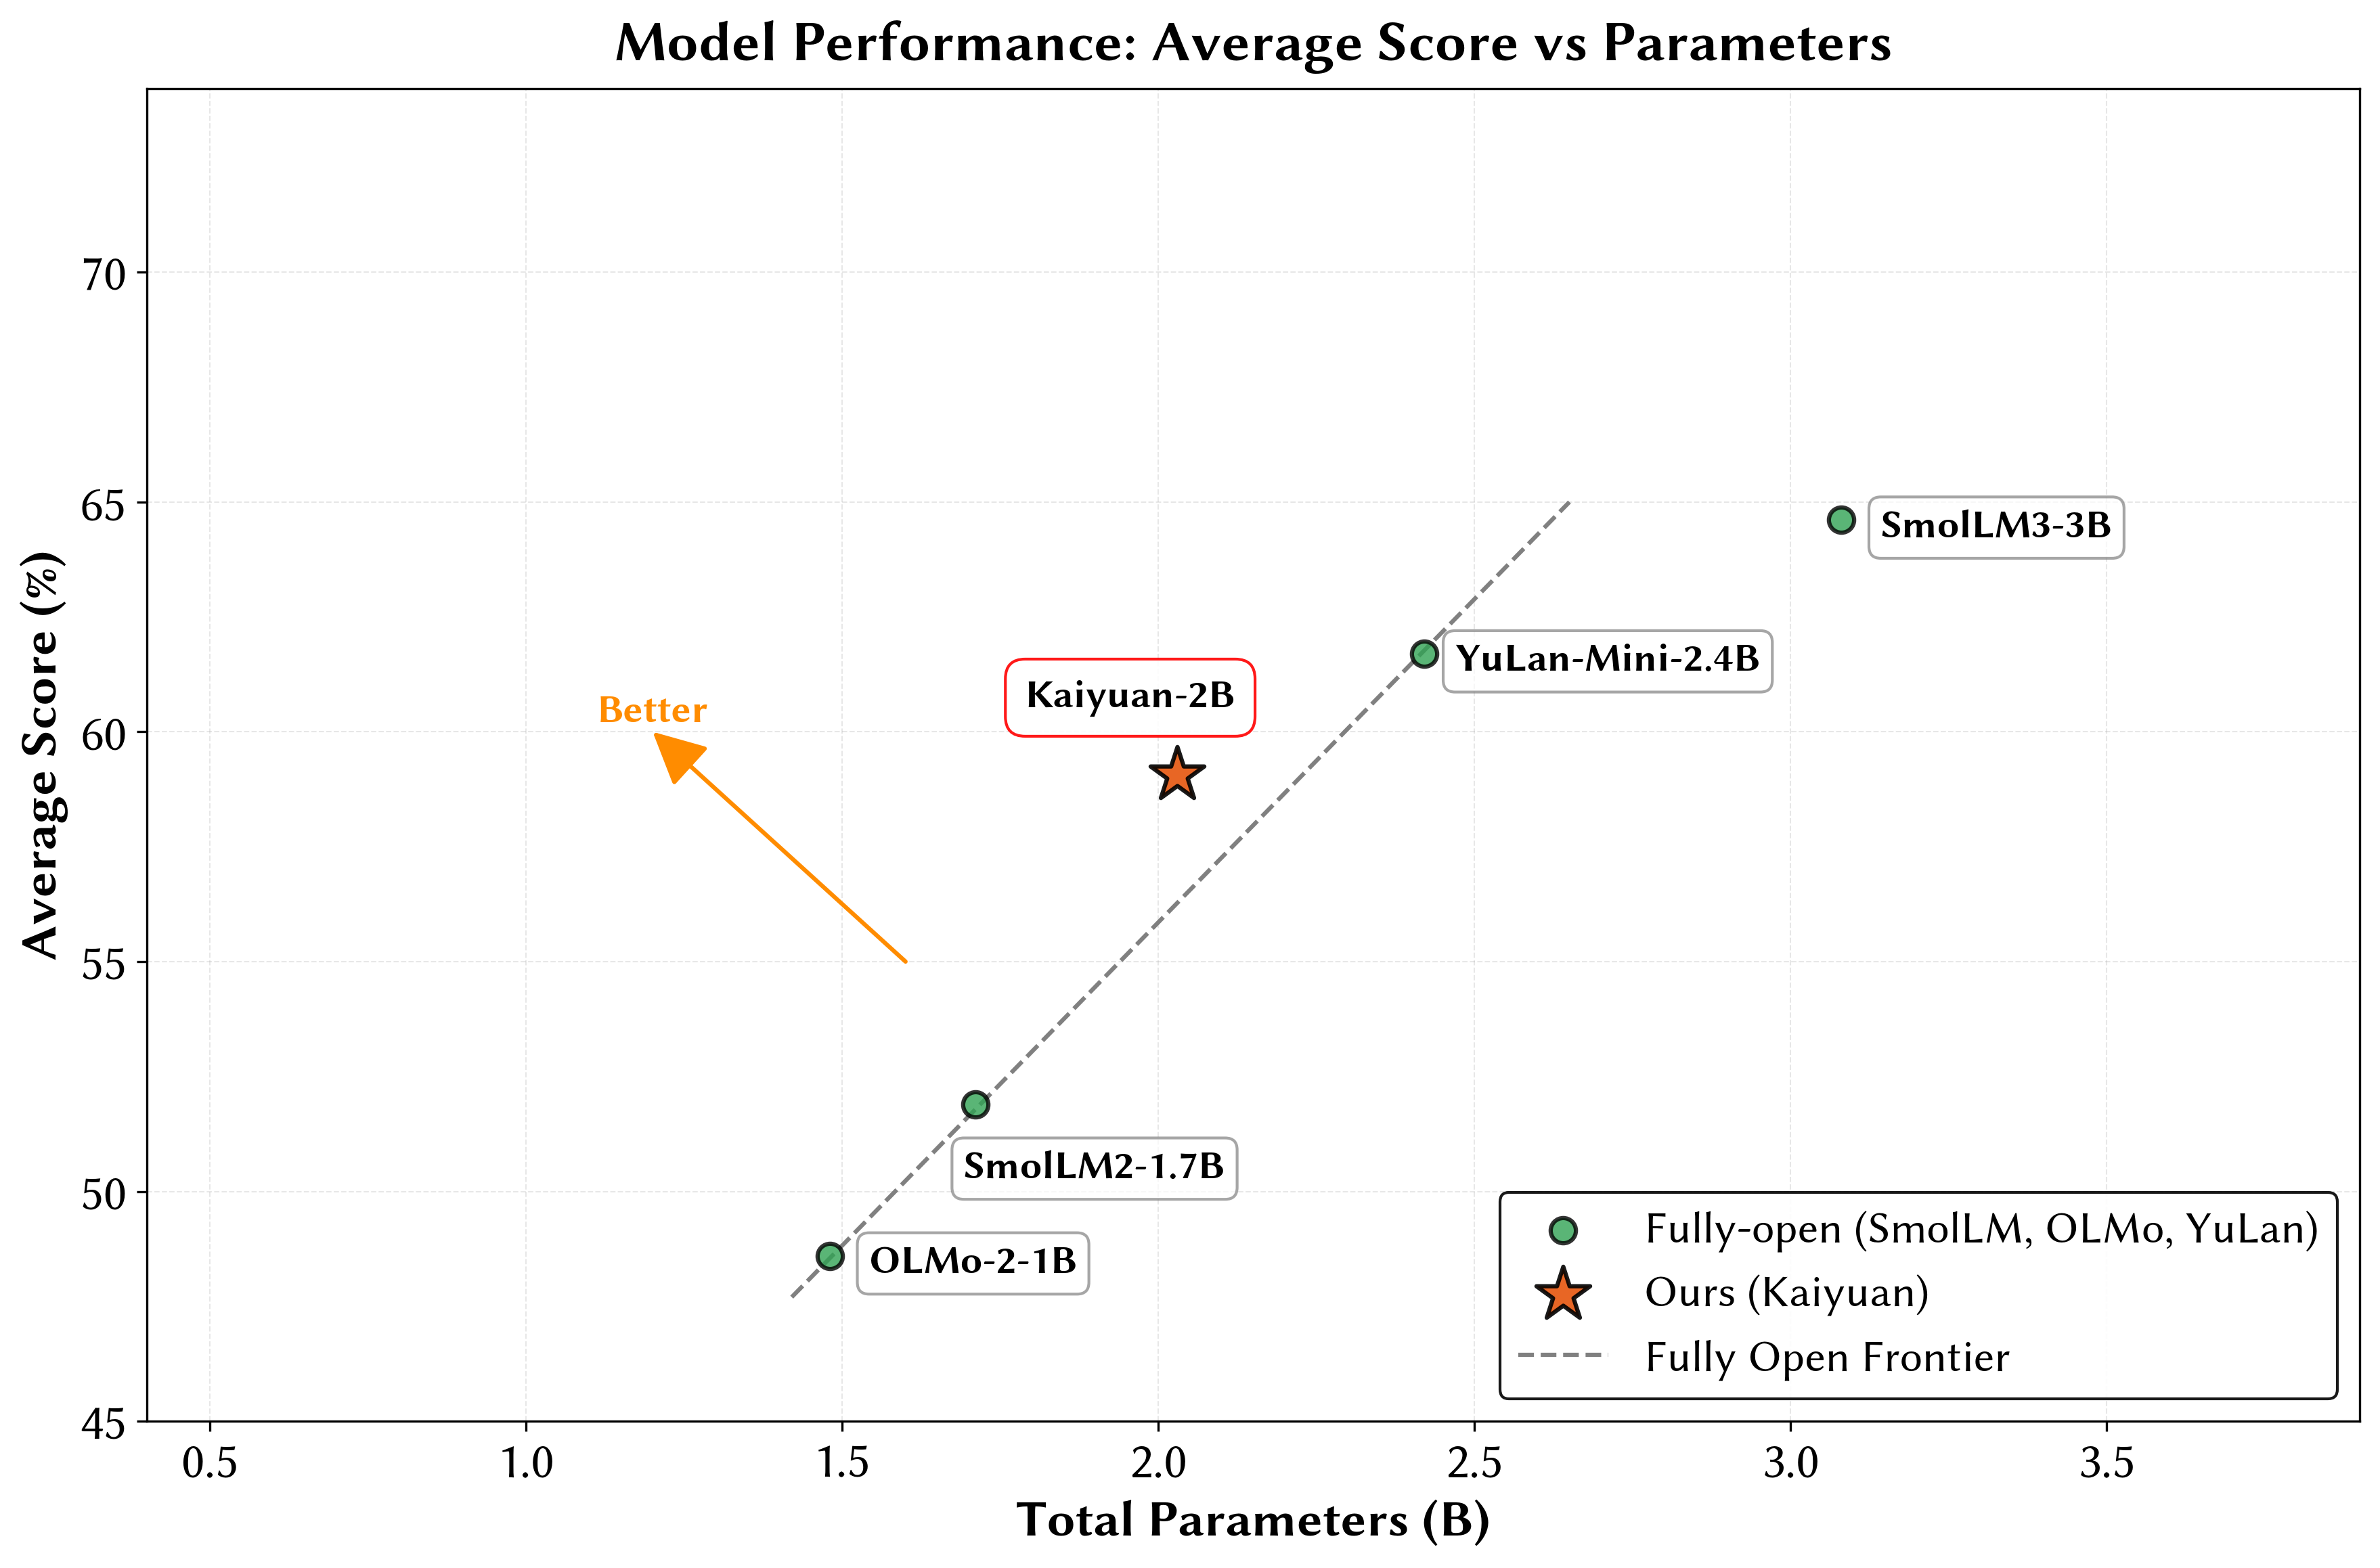 Model Performance: Average Score vs Parameters
Average Score (%)
70
65
60
55
50
45
SmolLM3-3B
YuLan-Mini-2.4B
Kaiyuan-2B
Better
SmolLM2-1.7B
OLMo-2-1B
Fully-open (SmolLM, OLMo, YuLan)
Ours (Kaiyuan)
Fully Open Frontier
0.5 1.0 1.5 2.0 2.5 3.0 3.5
Total Parameters (B)